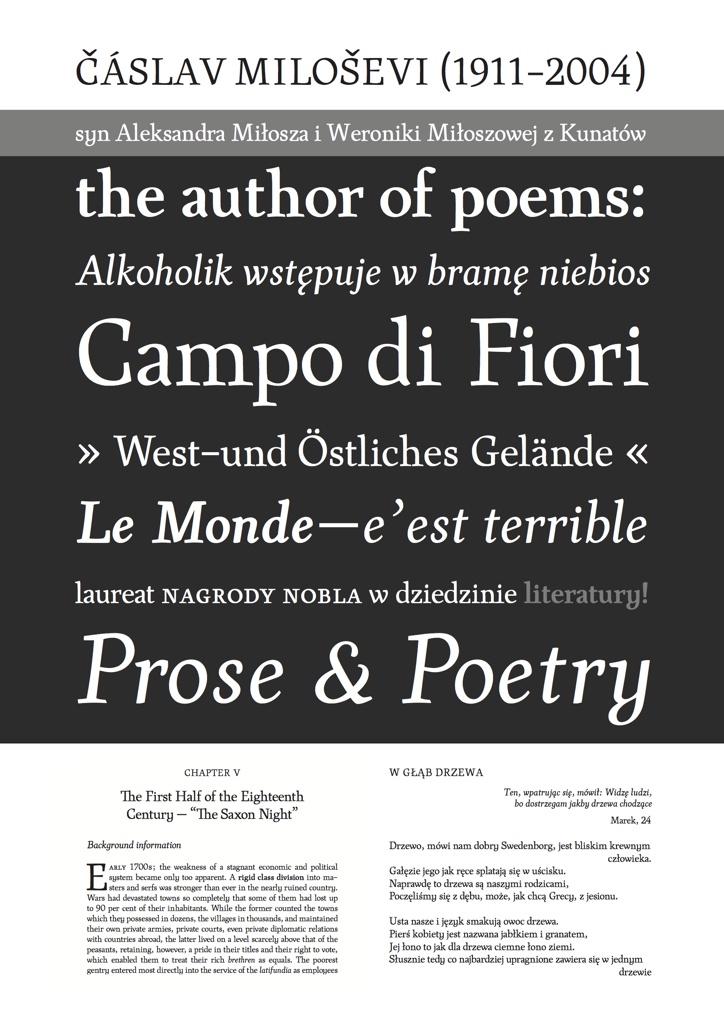 ČÁSLAV MILOŠEVI (1911–2004)
syn Aleksandra Miłosza i Weroniki Miłoszowej z Kunatów
the author of poems:
Alkoholik wstępuje w bramę niebios
Campo di Fiori
» West–und Östliches Gelände «
Le Monde—e’est terrible
laureat NAGRODY NOBLA w dziedzinie literatury!
Prose & Poetry
CHAPTER V
The First Half of the Eighteenth
Century — “The Saxon Night”
Background information
EARLY 1700s; the weakness of a stagnant economic and political
system became only too apparent. A rigid class division into ma–
sters and serfs was stronger than ever in the nearly ruined country.
Wars had devastated towns so completely that some of them had lost up
to 90 per cent of their inhabitants. While the former counted the towns
which they possessed in dozens, the villages in thousands, and maintained
their own private armies, private courts, even private diplomatic relations
with countries abroad, the latter lived on a level scarcely above that of the
peasants, retaining, however, a pride in their titles and their right to vote,
which enabled them to treat their rich brethren as equals. The poorest
gentry entered most directly into the service of the latifundia as employees
W GŁĄB DRZEWA
Ten, wpatrując się, mówił: Widzę ludzi,
bo dostrzegam jakby drzewa chodzące
Marek, 24
Drzewo, mówi nam dobry Swedenborg, jest bliskim krewnym
człowieka.
Gałęzie jego jak ręce splatają się w uścisku.
Naprawdę to drzewa są naszymi rodzicami,
Poczęliśmy się z dębu, może, jak chcą Grecy, z jesionu.
Usta nasze i język smakują owoc drzewa.
Pierś kobiety jest nazwana jabłkiem i granatem,
Jej łono to jak dla drzewa ciemne łono ziemi.
Słusznie tedy co najbardziej upragnione zawiera się w jednym
drzewie